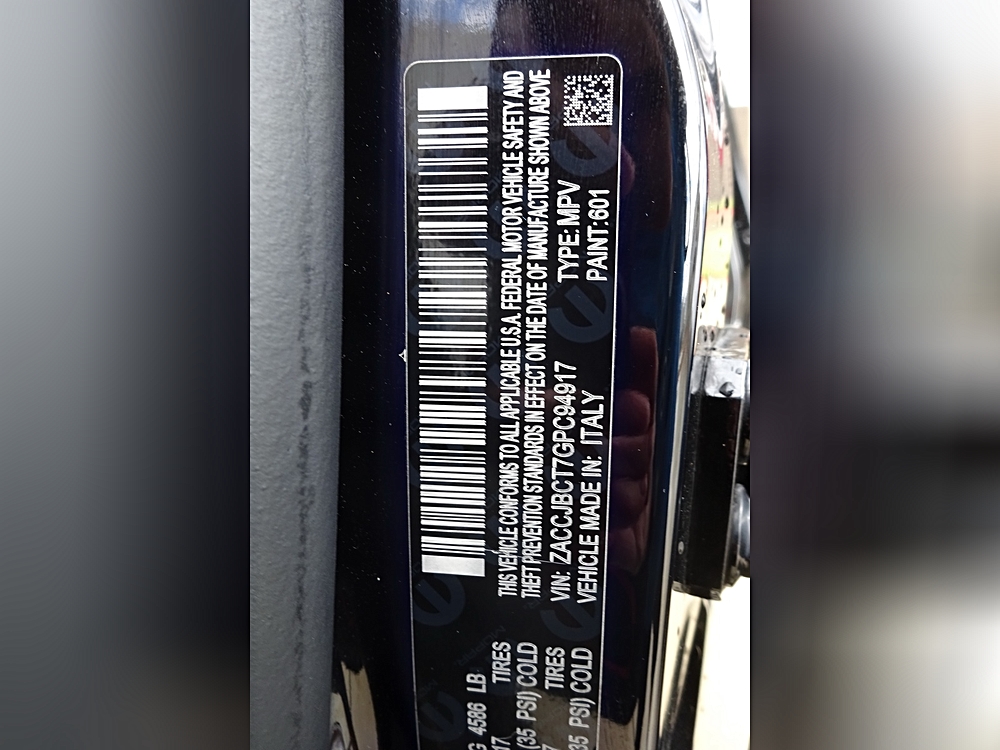 G 4586 LB
17 TIRES
(35 PSI) COLD
7 TIRES
35 PSI) COLD
THIS VEHICLE CONFORMS TO ALL APPLICABLE U.S.A. FEDERAL MOTOR VEHICLE SAFETY AND
THEFT PREVENTION STANDARDS IN EFFECT ON THE DATE OF MANUFACTURE SHOWN ABOVE
VIN: ZACCJBCT7GPC94917 TYPE: MPV
VEHICLE MADE IN: ITALY PAINT: 601